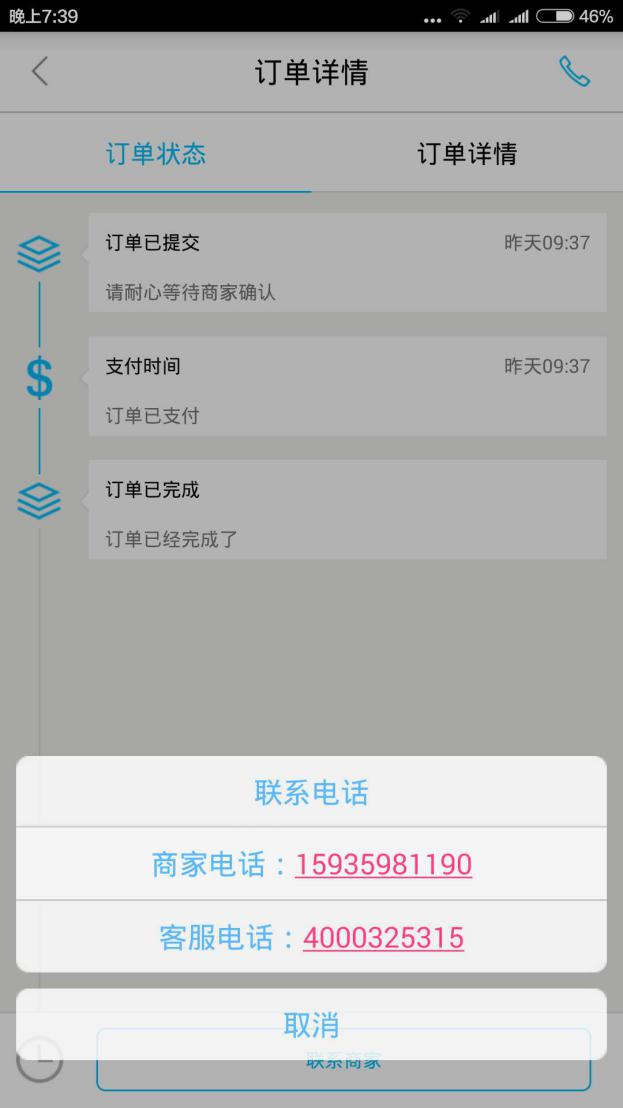 晚上7:39
46%
订单详情
订单状态
订单详情
订单已提交
昨天09:37
请耐心等待商家确认
支付时间
昨天09:37
订单已支付
订单已完成
订单已经完成了
联系电话
商家电话：15935981190
客服电话：4000325315
取消
联系商家